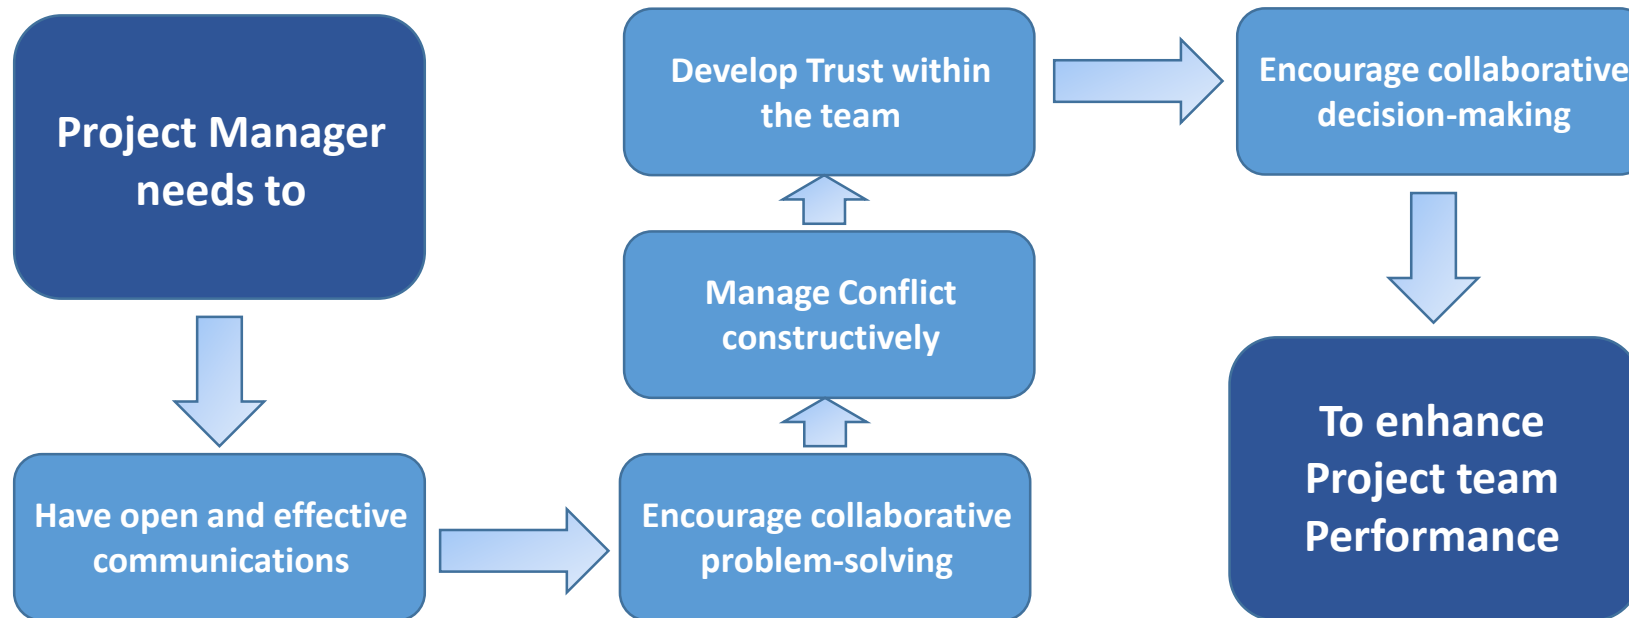 Project Manager
needs to
Have open and effective
communications
Encourage collaborative
problem-solving
Manage Conflict
constructively
Develop Trust within
the team
Encourage collaborative
decision-making
To enhance
Project team
Performance